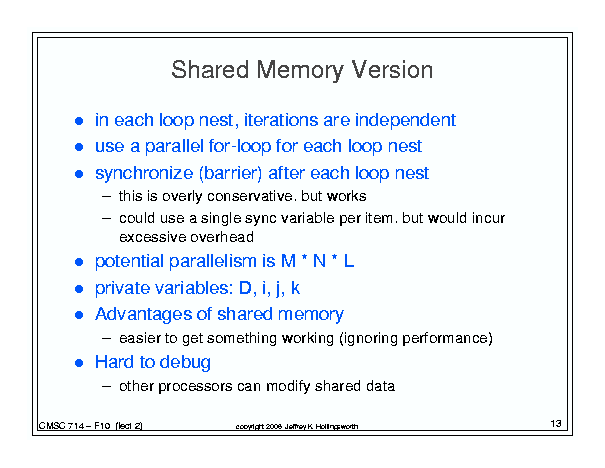 Shared Memory Version
● in each loop nest, iterations are independent
● use a parallel for-loop for each loop nest
● synchronize (barrier) after each loop nest
– this is overly conservative. but works
– could use a single sync variable per item. but would incur
excessive overhead
● potential parallelism is M * N * L
● private variables: D, i, j, k
● Advantages of shared memory
– easier to get something working (ignoring performance)
● Hard to debug
– other processors can modify shared data
CMSC 714 – F10 (lect 2)
copyright 2006 Jeffrey K. Hollingsworth
13